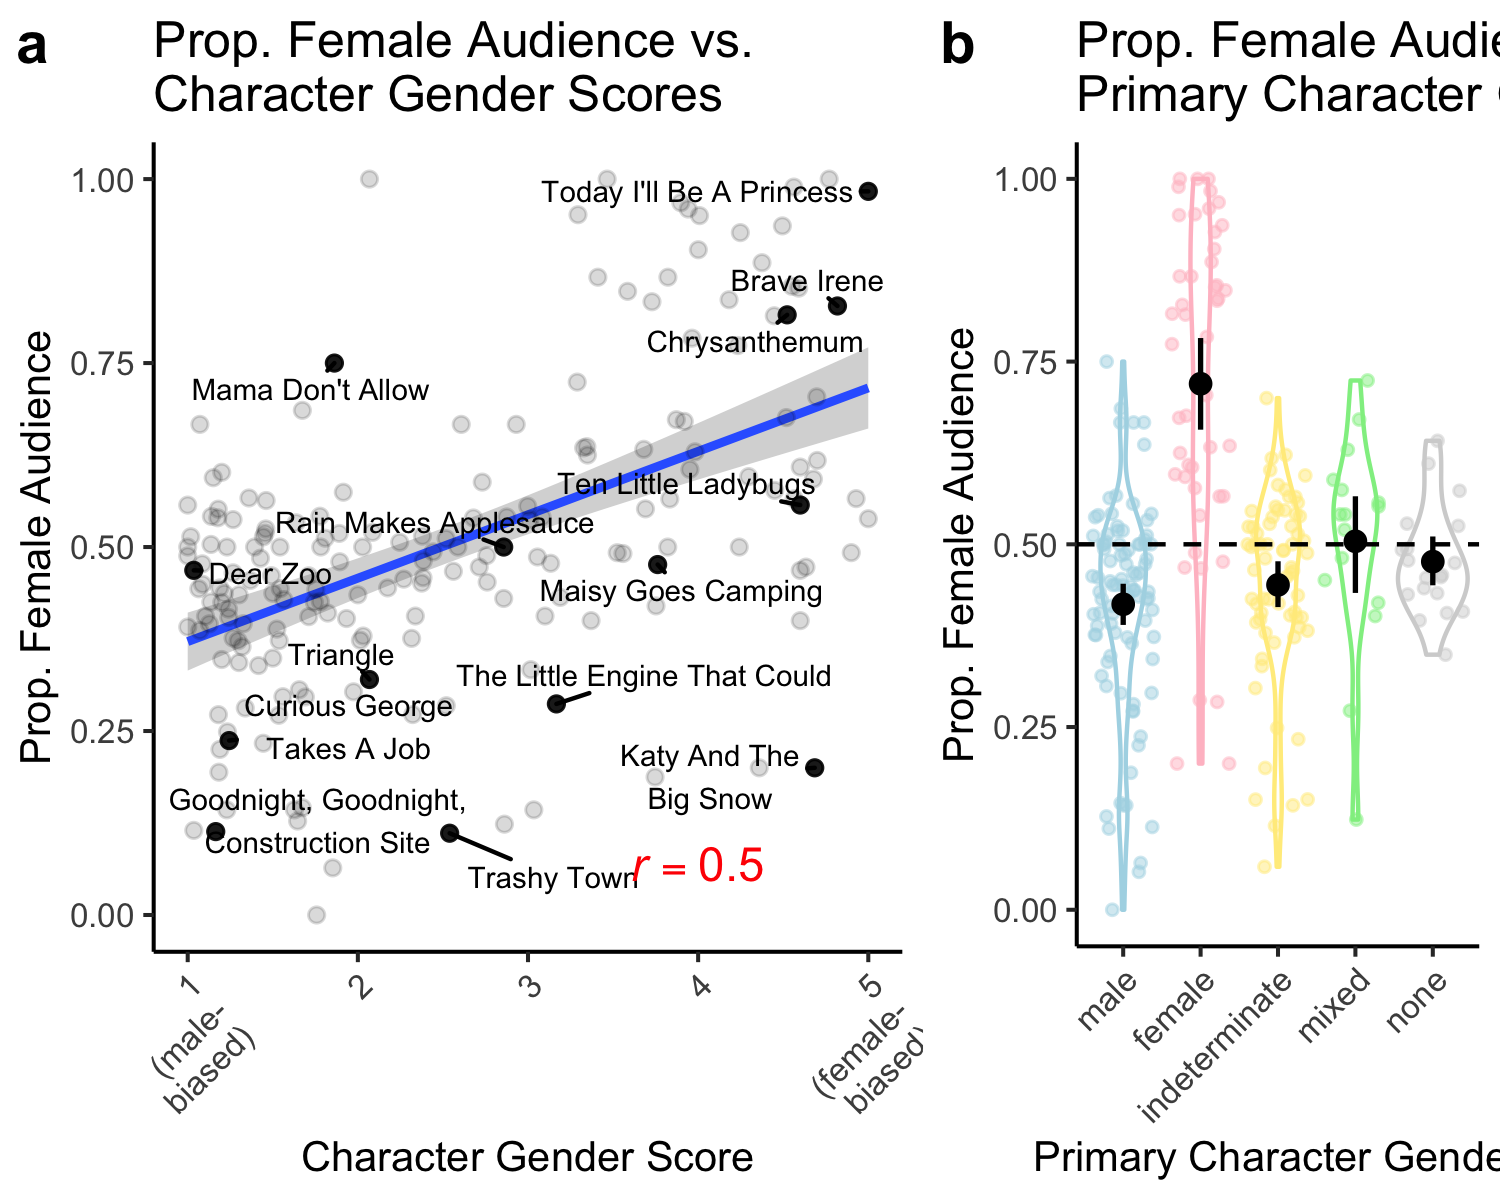 a
Prop. Female Audience vs.
Character Gender Scores
Prop. Female Audience
1.00
0.75
0.50
0.25
0.00
Today I'll Be A Princess
Brave Irene
Chrysanthemum
Mama Don't Allow
Ten Little Ladybugs
Rain Makes Applesauce
Dear Zoo
Maisy Goes Camping
Triangle
The Little Engine That Could
Curious George
Takes A Job
Katy And The
Big Snow
Goodnight, Goodnight,
Construction Site
Trashy Town
r = 0.5
1
(male-
biased)
2
3
4
5
(female-
biased)
Character Gender Score
b
Prop. Female Audie
Primary Character
Prop. Female Audience
1.00
0.75
0.50
0.25
0.00
male
female
indeterminate
mixed
none
Primary Character Gende